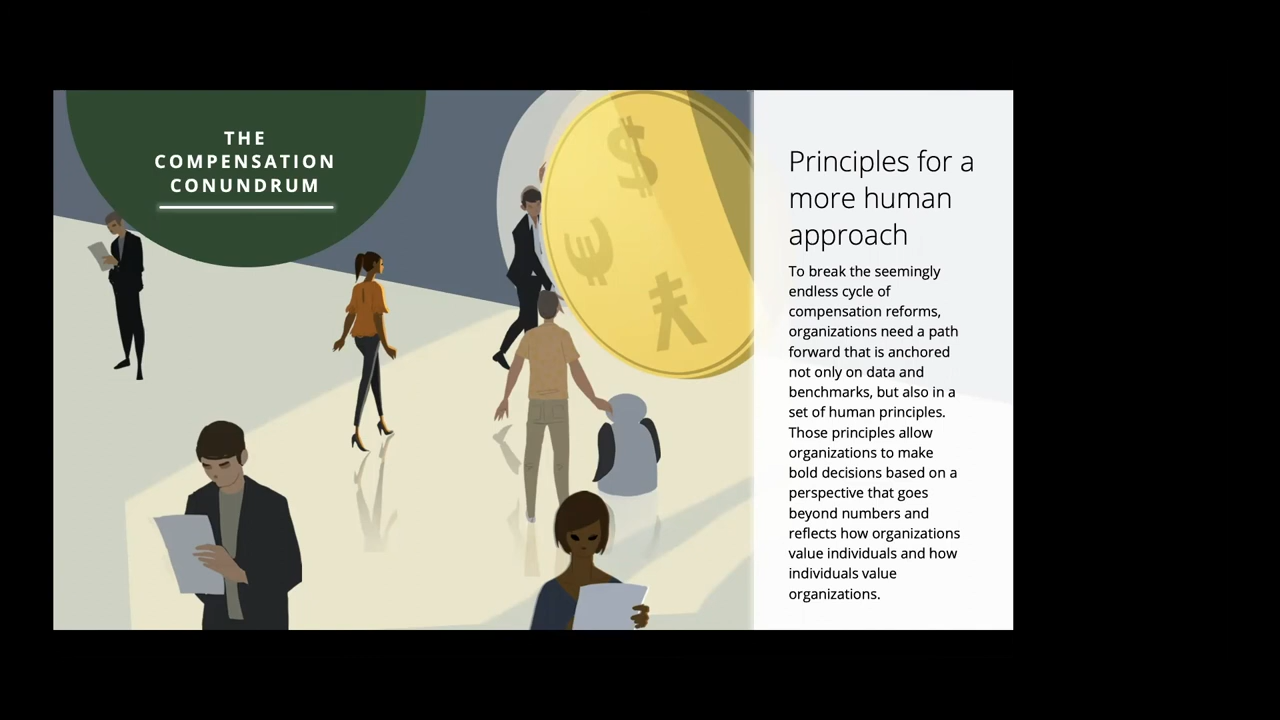 THE
COMPENSATION
CONUNDRUM
$
Principles for a
more human
approach
To break the seemingly
endless cycle of
compensation reforms,
organizations need a path
forward that is anchored
not only on data and
benchmarks, but also in a
set of human principles.
Those principles allow
organizations to make
bold decisions based on a
perspective that goes
beyond numbers and
reflects how organizations
value individuals and how
individuals value
organizations.